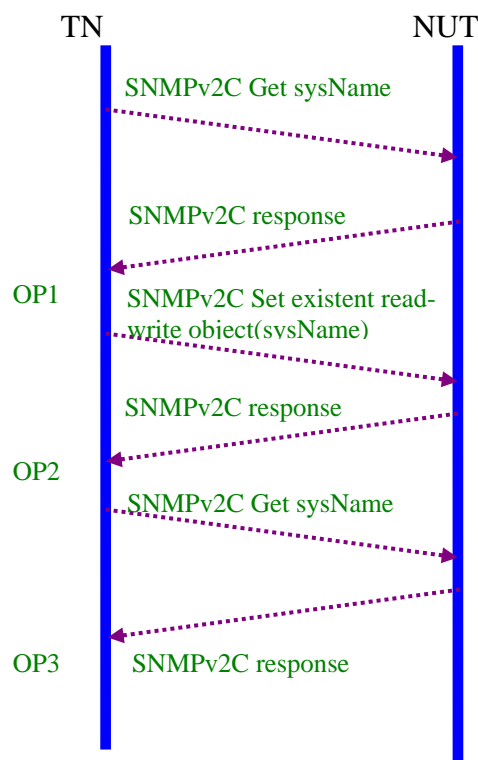 TN NUT
SNMPv2C Get sysName
SNMPv2C response
OP1
SNMPv2C Set existent read-
write object(sysName)
SNMPv2C response
OP2
SNMPv2C Get sysName
OP3 SNMPv2C response